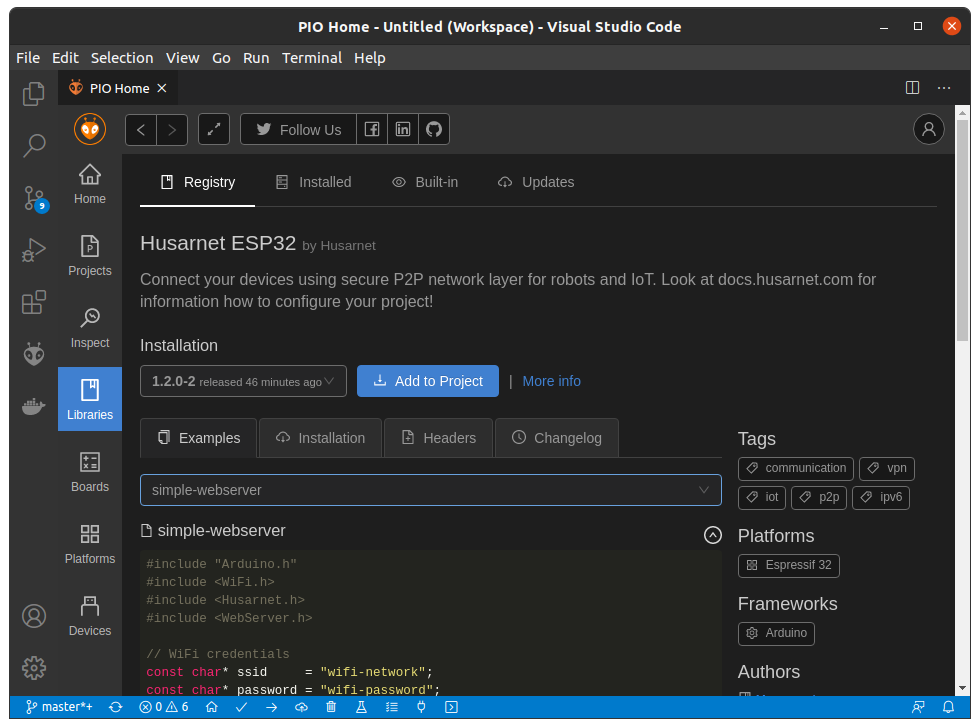 PIO Home - Untitled (Workspace) - Visual Studio Code
File Edit Selection View Go Run Terminal Help
PIO Home
Follow Us
9
Home
Projects
Inspect
Libraries
Boards
Platforms
Devices
Registry Installed Built-in Updates
Husarnet ESP32 by Husarnet
Connect your devices using secure P2P network layer for robots and IoT. Look at docs.husarnet.com for
information how to configure your project!
Installation
1.2.0-2 released 46 minutes ago Add to Project | More info
Examples Installation Headers Changelog
simple-webserver
simple-webserver
#include "Arduino.h"
#include <WiFi.h>
#include <Husarnet.h>
#include <WebServer.h>
// WiFi credentials
const char* ssid     = "wifi-network";
const char* password = "wifi-password";
Tags
communication vpn
iot p2p ipv6
Platforms
Espressif 32
Frameworks
Arduino
Authors
master*+ 0 6